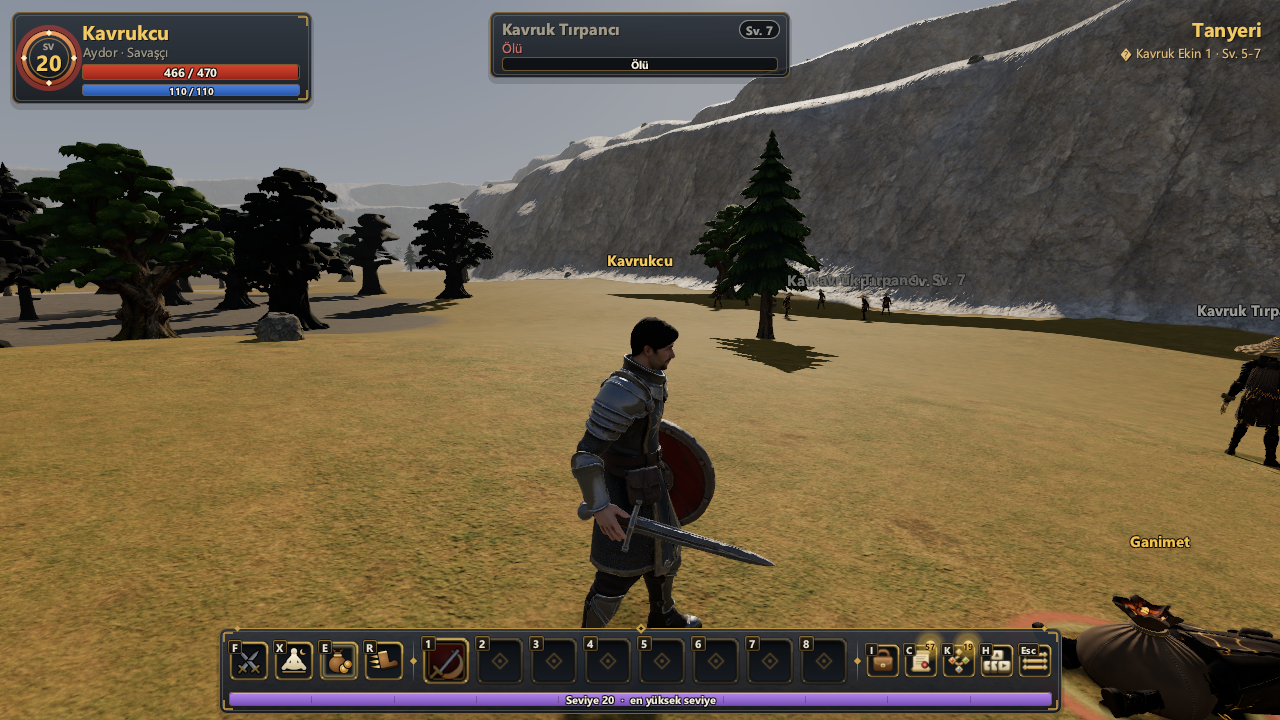 Kavrukcu
SV
20
Aydor · Savaşçı
466 / 470
110 / 110
Kavruk Tırpancı
Sv. 7
Ölü
Ölü
Tanyeri
Kavruk Ekin 1 · Sv. 5-7
Kavrukcu
Sv. 7
Kavruk Tırp
Ganimet
F
X
E
R
1
2
3
4
5
6
7
8
I
C
57
K
19
H
Esc
Seviye 20 · en yüksek seviye